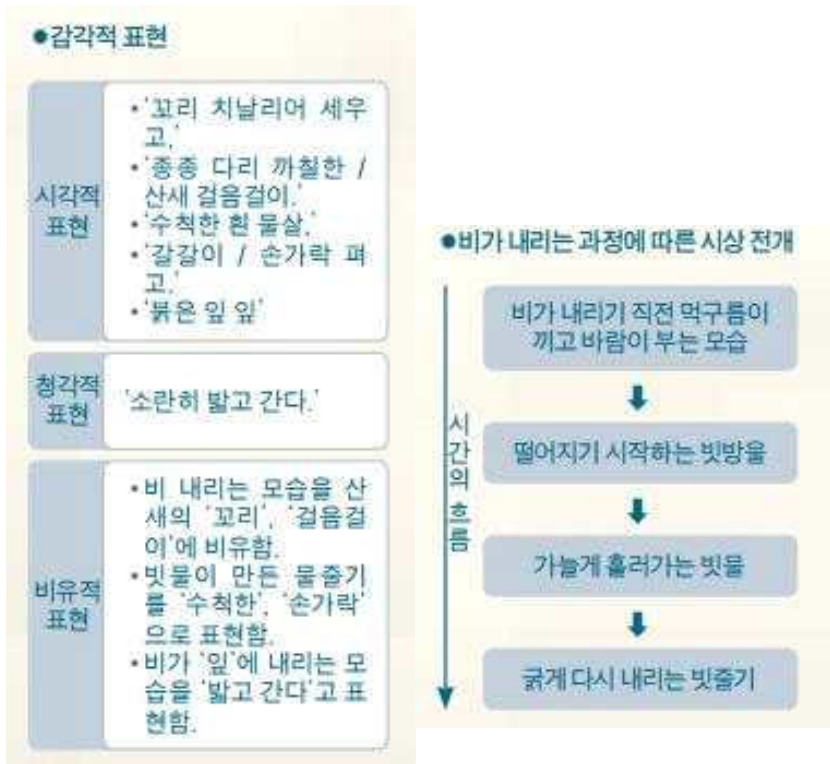 ●감각적 표현
시각적
표현
•'꼬리 치날리어 세우
고,'
•'종종 다리 까칠한 /
산새 걸음걸이.'
•'수척한 흰 물살,'
•'갈갈이 / 손가락 펴
고,'
•'붉은 잎 잎'
청각적
표현
'소란히 밟고 간다.'
비유적
표현
•비 내리는 모습을 산
새의 '꼬리', '걸음걸
이'에 비유함.
•빗물이 만든 물줄기
를 '수척한', '손가락'
으로 표현함.
•비가 '잎'에 내리는 모
습을 '밟고 간다'고 표
현함.
●비가 내리는 과정에 따른 시상 전개
시간의 흐름
비가 내리기 직전 먹구름이
끼고 바람이 부는 모습
떨어지기 시작하는 빗방울
가늘게 흘러가는 빗물
굵게 다시 내리는 빗줄기